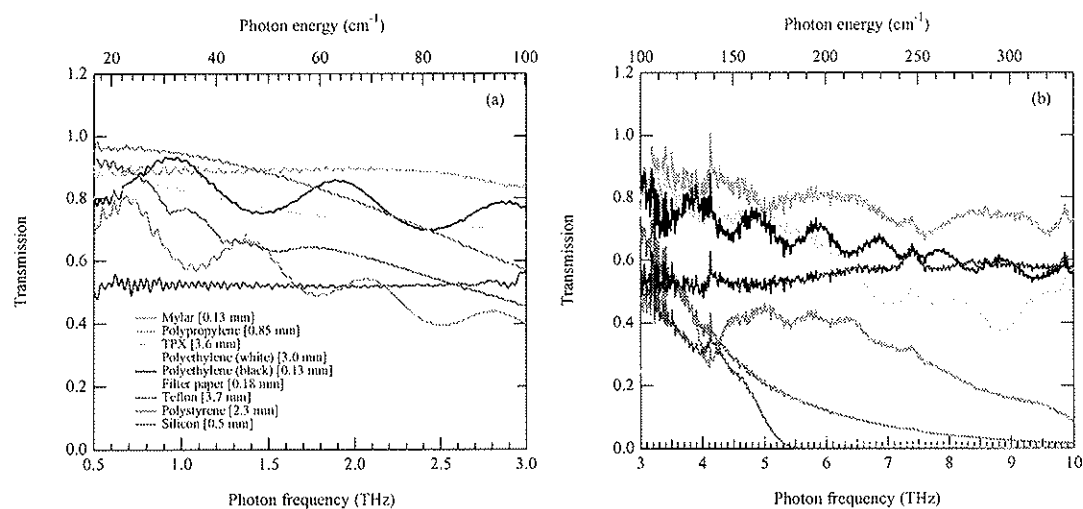 Photon energy (cm-1)
20 40 60 80 100
1.2
(a)
1.0
0.8
Transmission
0.6
0.4
Mylar [0.13 mm]
Polypropylene [0.85 mm]
TPX [3.6 mm]
Polyethylene (white) [3.0 mm]
Polyethylene (black) [0.13 mm]
Filter paper [0.18 mm]
Teflon [3.7 mm]
Polystyrene [2.3 mm]
Silicon [0.5 mm]
0.2
0.0
0.5 1.0 1.5 2.0 2.5 3.0
Photon frequency (THz)
Photon energy (cm-1)
100 150 200 250 300
1.2
(b)
1.0
0.8
Transmission
0.6
0.4
0.2
0.0
3 4 5 6 7 8 9 10
Photon frequency (THz)